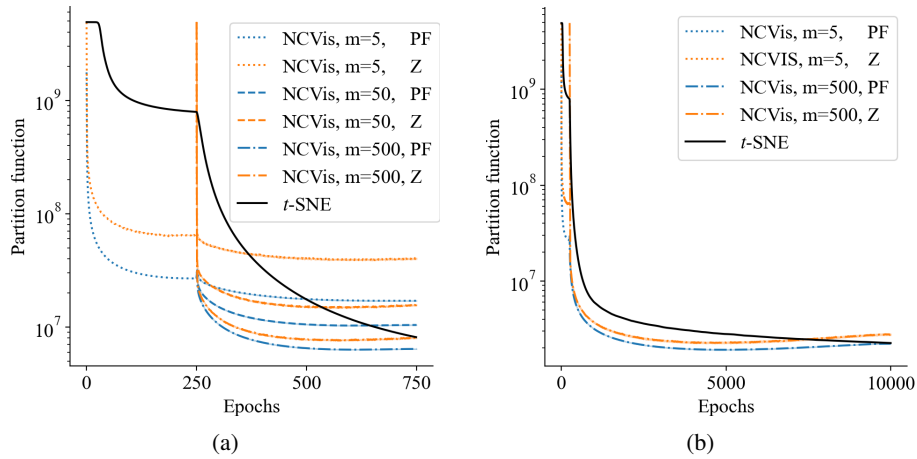 10⁹
10⁸
10⁷
Partition function
0
250
500
750
Epochs
NCVis, m=5, PF
NCVis, m=5, Z
NCVis, m=50, PF
NCVis, m=50, Z
NCVis, m=500, PF
NCVis, m=500, Z
t-SNE
(a)
10⁹
10⁸
10⁷
Partition function
0
5000
10000
Epochs
NCVis, m=5, PF
NCVIS, m=5, Z
NCVis, m=500, PF
NCVis, m=500, Z
t-SNE
(b)